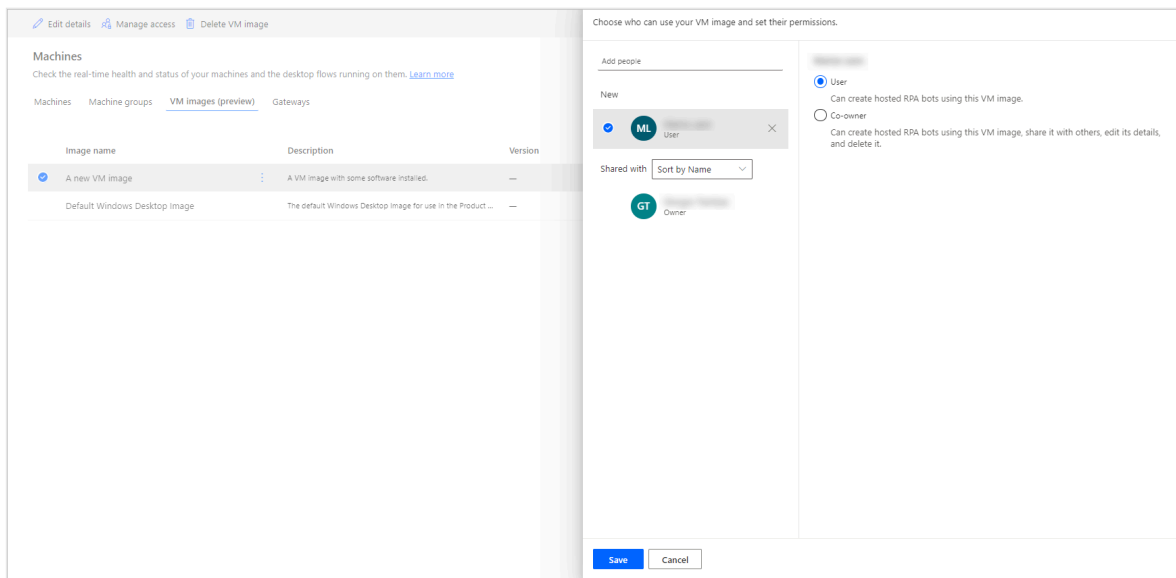 Edit details Manage access Delete VM image
Machines
Check the real-time health and status of your machines and the desktop flows running on them. Learn more
Machines Machine groups VM images (preview) Gateways
Image name Description Version
A new VM image A VM image with some software installed. —
Default Windows Desktop Image The default Windows Desktop Image for use in the Product ... —
Choose who can use your VM image and set their permissions.
Add people
New
ML
User
Shared with Sort by Name
GT
Owner
User
Can create hosted RPA bots using this VM image.
Co-owner
Can create hosted RPA bots using this VM image, share it with others, edit its details,
and delete it.
Save Cancel